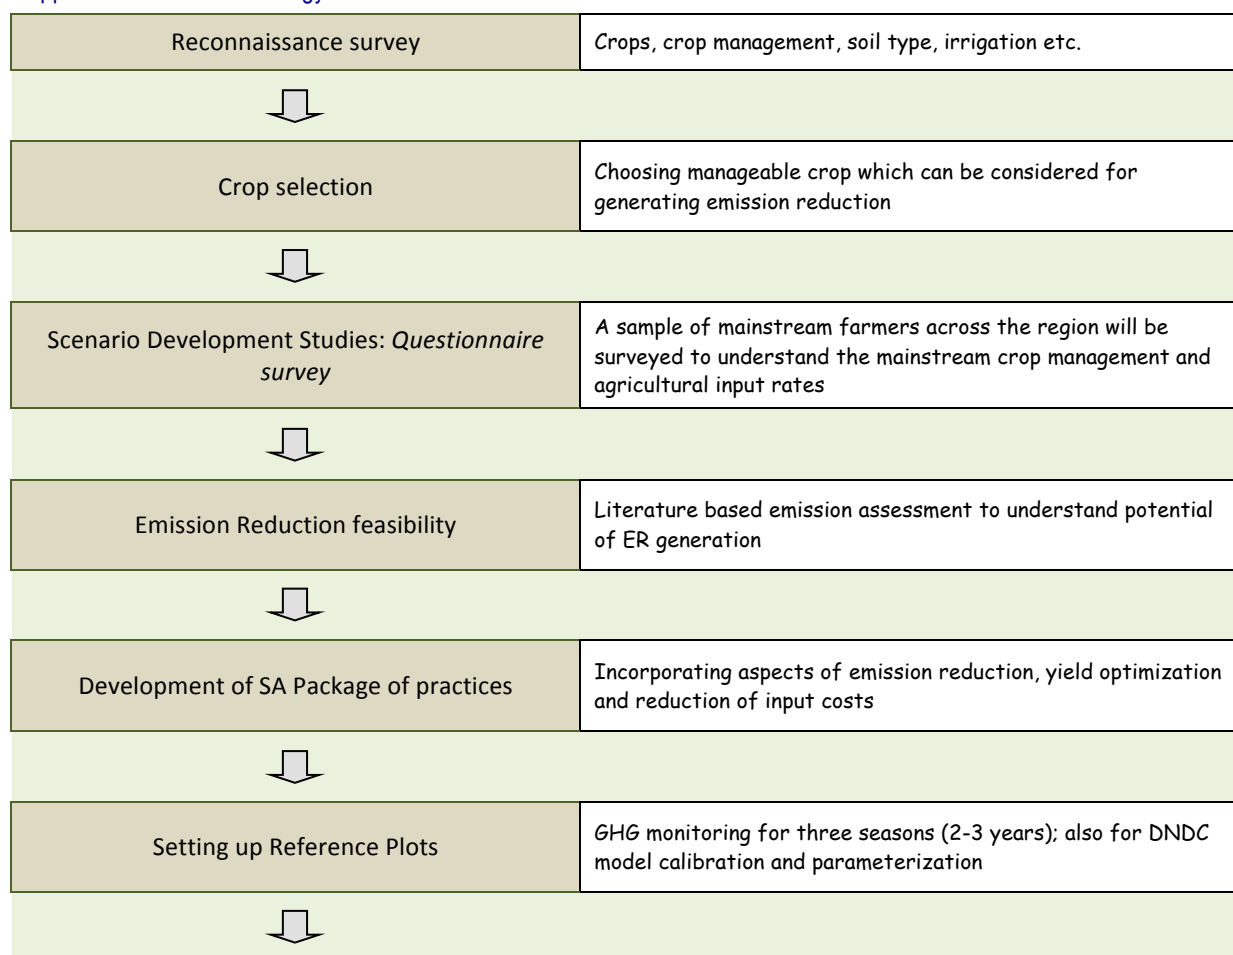 Reconnaissance survey
Crops, crop management, soil type, irrigation etc.
Crop selection
Choosing manageable crop which can be considered for
generating emission reduction
Scenario Development Studies: Questionnaire
survey
A sample of mainstream farmers across the region will be
surveyed to understand the mainstream crop management and
agricultural input rates
Emission Reduction feasibility
Literature based emission assessment to understand potential
of ER generation
Development of SA Package of practices
Incorporating aspects of emission reduction, yield optimization
and reduction of input costs
Setting up Reference Plots
GHG monitoring for three seasons (2-3 years); also for DNDC
model calibration and parameterization